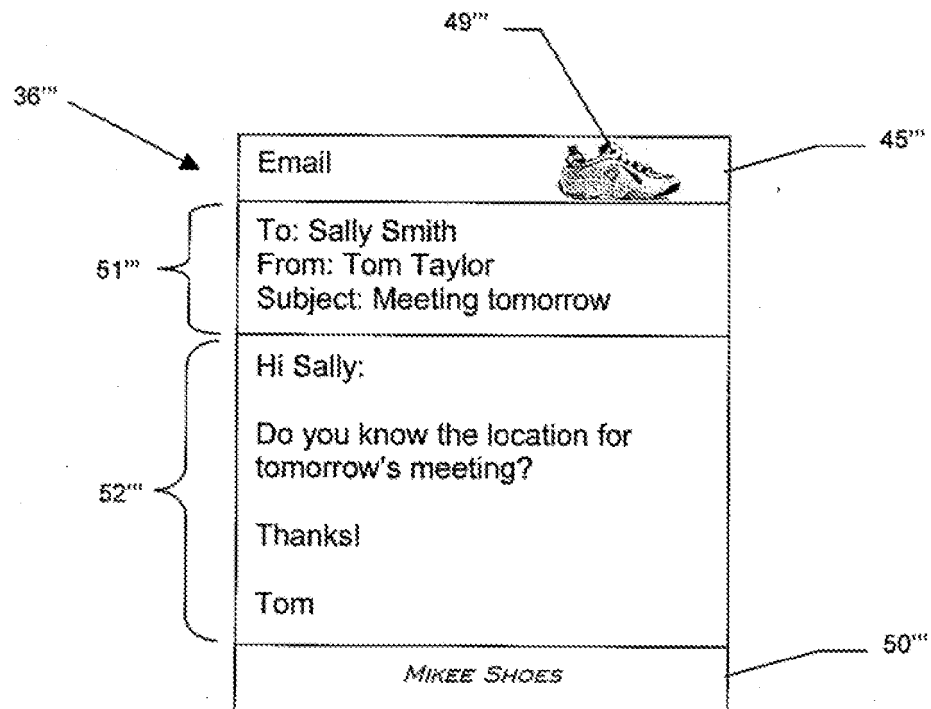 49'''
36'''
Email
45'''
To: Sally Smith
From: Tom Taylor
Subject: Meeting tomorrow
51'''
Hi Sally:
Do you know the location for
tomorrow's meeting?
52'''
Thanks!
Tom
50'''
MIKEE SHOES